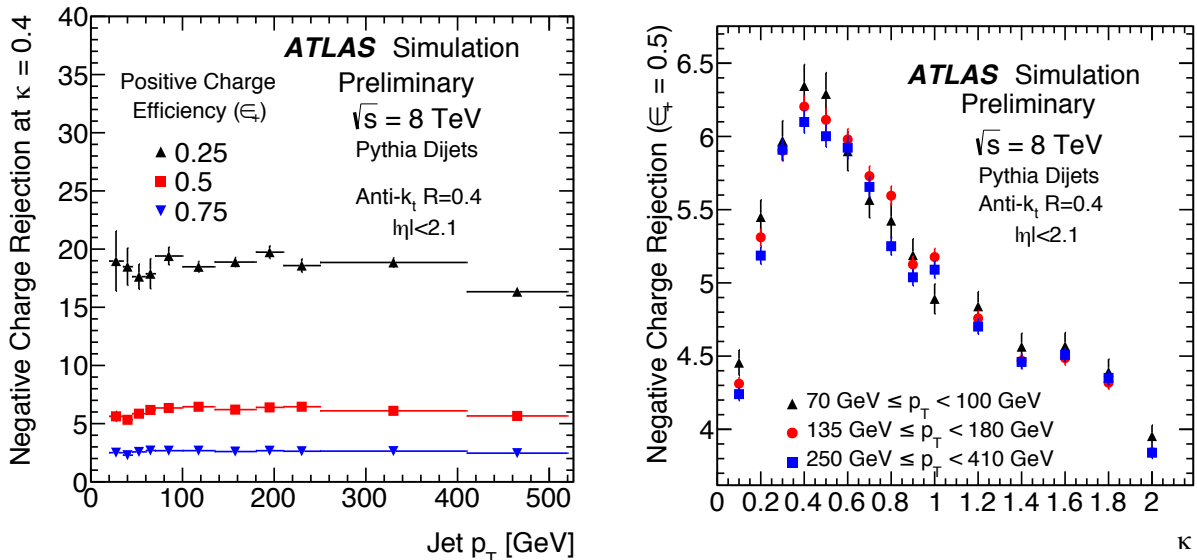 Negative Charge Rejection at κ = 0.4
40
35
30
25
20
15
10
5
0
ATLAS Simulation
Preliminary
√s = 8 TeV
Pythia Dijets
Anti-kt R=0.4
|η|<2.1
Positive Charge
Efficiency (∈+)
0.25
0.5
0.75
0 100 200 300 400 500
Jet pT [GeV]
Negative Charge Rejection (∈+ = 0.5)
6.5
6
5.5
5
4.5
4
ATLAS Simulation
Preliminary
√s = 8 TeV
Pythia Dijets
Anti-kt R=0.4
|η|<2.1
70 GeV ≤ pT < 100 GeV
135 GeV ≤ pT < 180 GeV
250 GeV ≤ pT < 410 GeV
0 0.2 0.4 0.6 0.8 1 1.2 1.4 1.6 1.8 2
κ